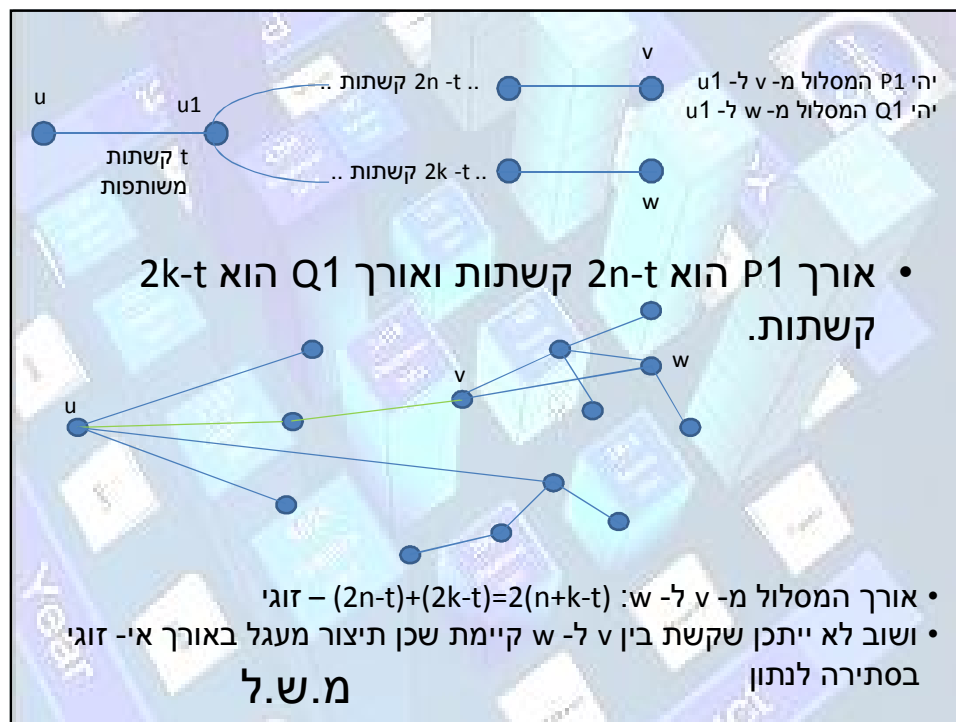 v
יהי P1 המסלול מ- v ל- u1
יהי Q1 המסלול מ- w ל- u1
u
u1
.. 2n -t קשתות ..
t קשתות
משותפות
.. 2k -t קשתות ..
w
• אורך P1 הוא 2n-t קשתות ואורך Q1 הוא 2k-t
קשתות.
v
w
u
Year
• אורך המסלול מ- v ל- w: (2n-t)+(2k-t)=2(n+k-t) – זוגי
• ושוב לא ייתכן שקשת בין v ל- w קיימת שכן תיצור מעגל באורך אי- זוגי
בסתירה לנתון
מ.ש.ל